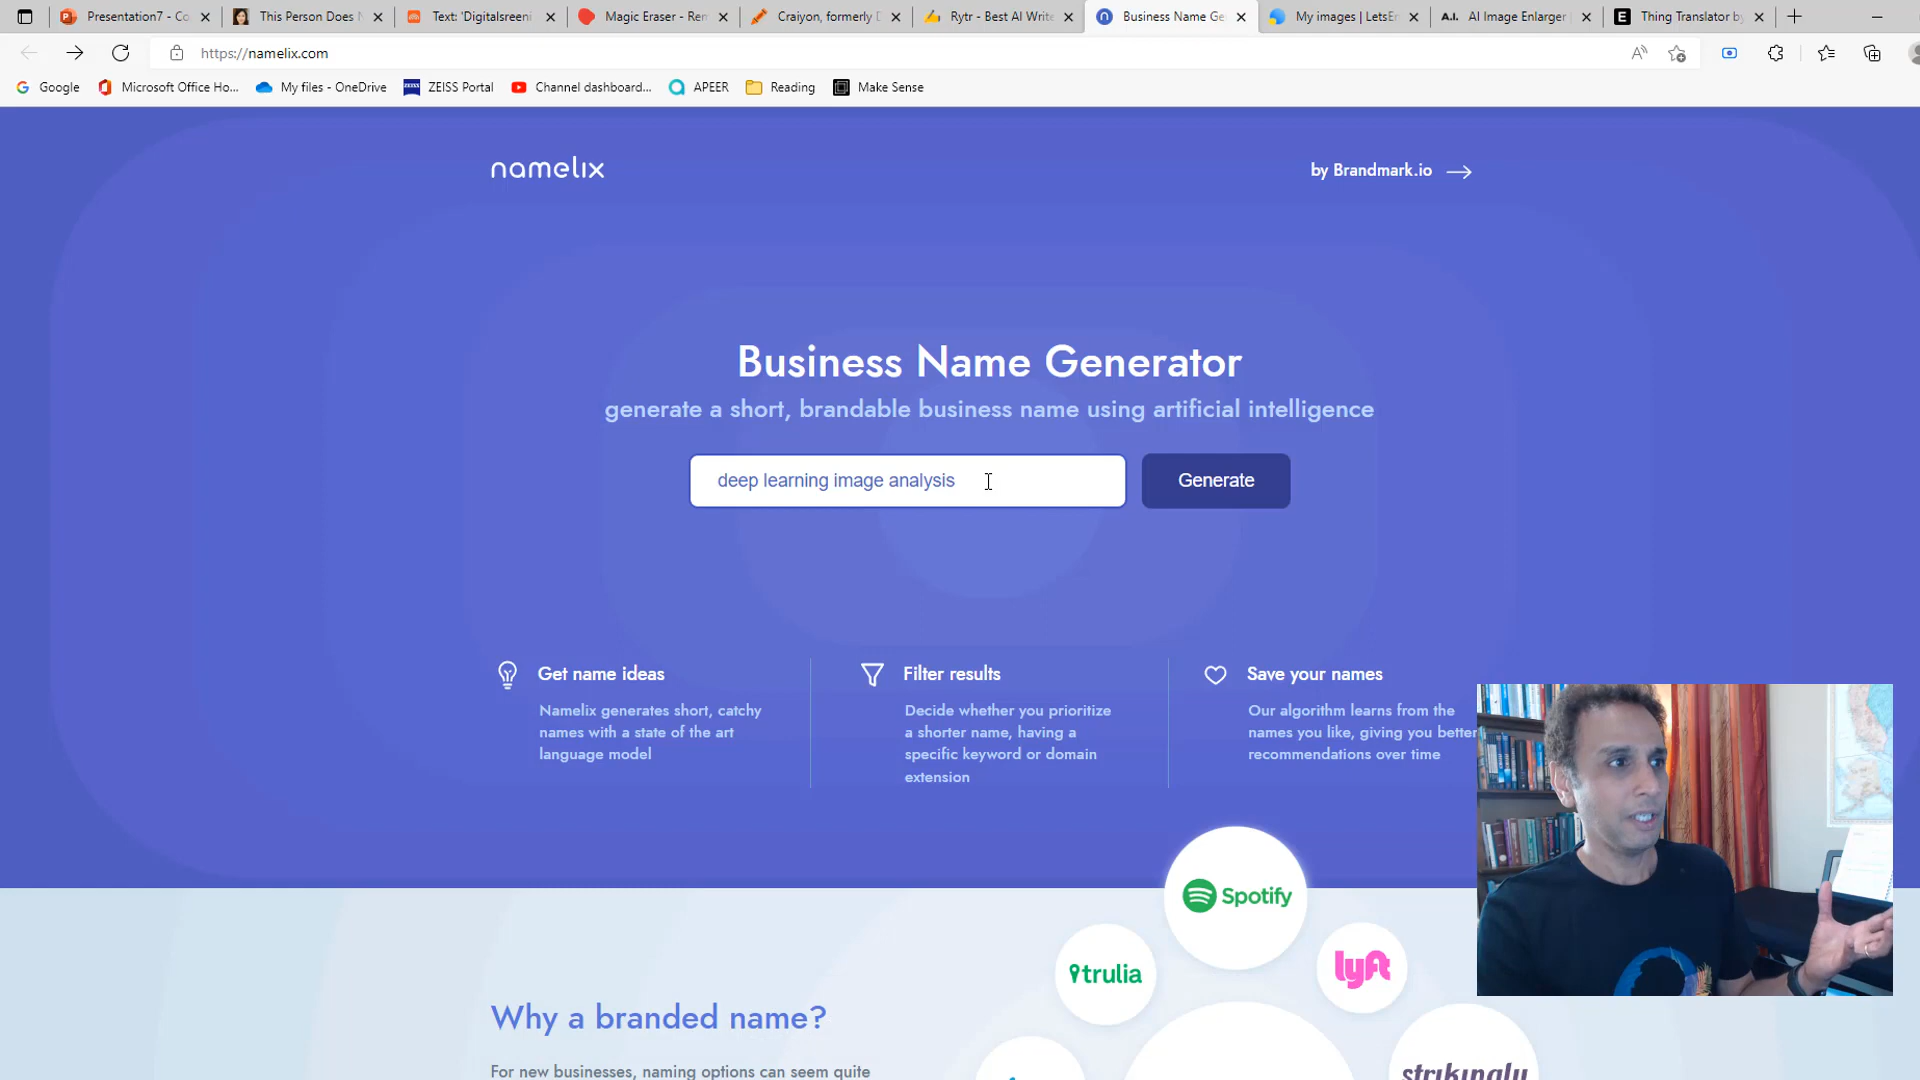 Presentation7 - Co
This Person Does
Text: 'Digitalsreeni
Magic Eraser - Rem
Craiyon, formerly D
Rytr - Best AI Write
Business Name Ge
My images | LetsEn
A.I.
AI Image Enlarger
Thing Translator by
https://namelix.com
Google
Microsoft Office Ho...
My files - OneDrive
ZEISS Portal
Channel dashboard...
APEER
Reading
Make Sense
namelix
by Brandmark.io
Business Name Generator
generate a short, brandable business name using artificial intelligence
deep learning image analysis
Generate
Get name ideas
Namelix generates short, catchy
names with a state of the art
language model
Filter results
Decide whether you prioritize
a shorter name, having a
specific keyword or domain
extension
Save your names
Our algorithm learns from the
names you like, giving you better
recommendations over time
Spotify
trulia
lyft
strikingly
Why a branded name?
For new businesses, naming options can seem quite